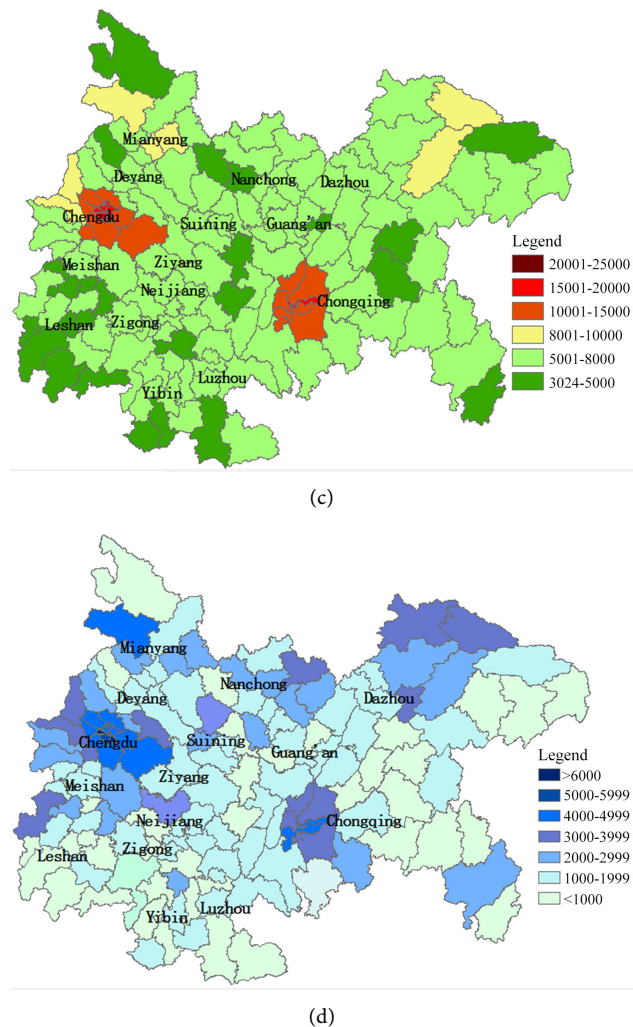 Mianyang
Deyang
Nanchong
Dazhou
Chengdu
Suining
Guang'an
Meishan
Ziyang
Neijiang
Chongqing
Leshan
Zigong
Luzhou
Yibin
Legend
20001-25000
15001-20000
10001-15000
8001-10000
5001-8000
3024-5000
(c)
Mianyang
Deyang
Nanchong
Dazhou
Chengdu
Suining
Guang'an
Meishan
Ziyang
Neijiang
Chongqing
Leshan
Zigong
Luzhou
Yibin
Legend
>6000
5000-5999
4000-4999
3000-3999
2000-2999
1000-1999
<1000
(d)